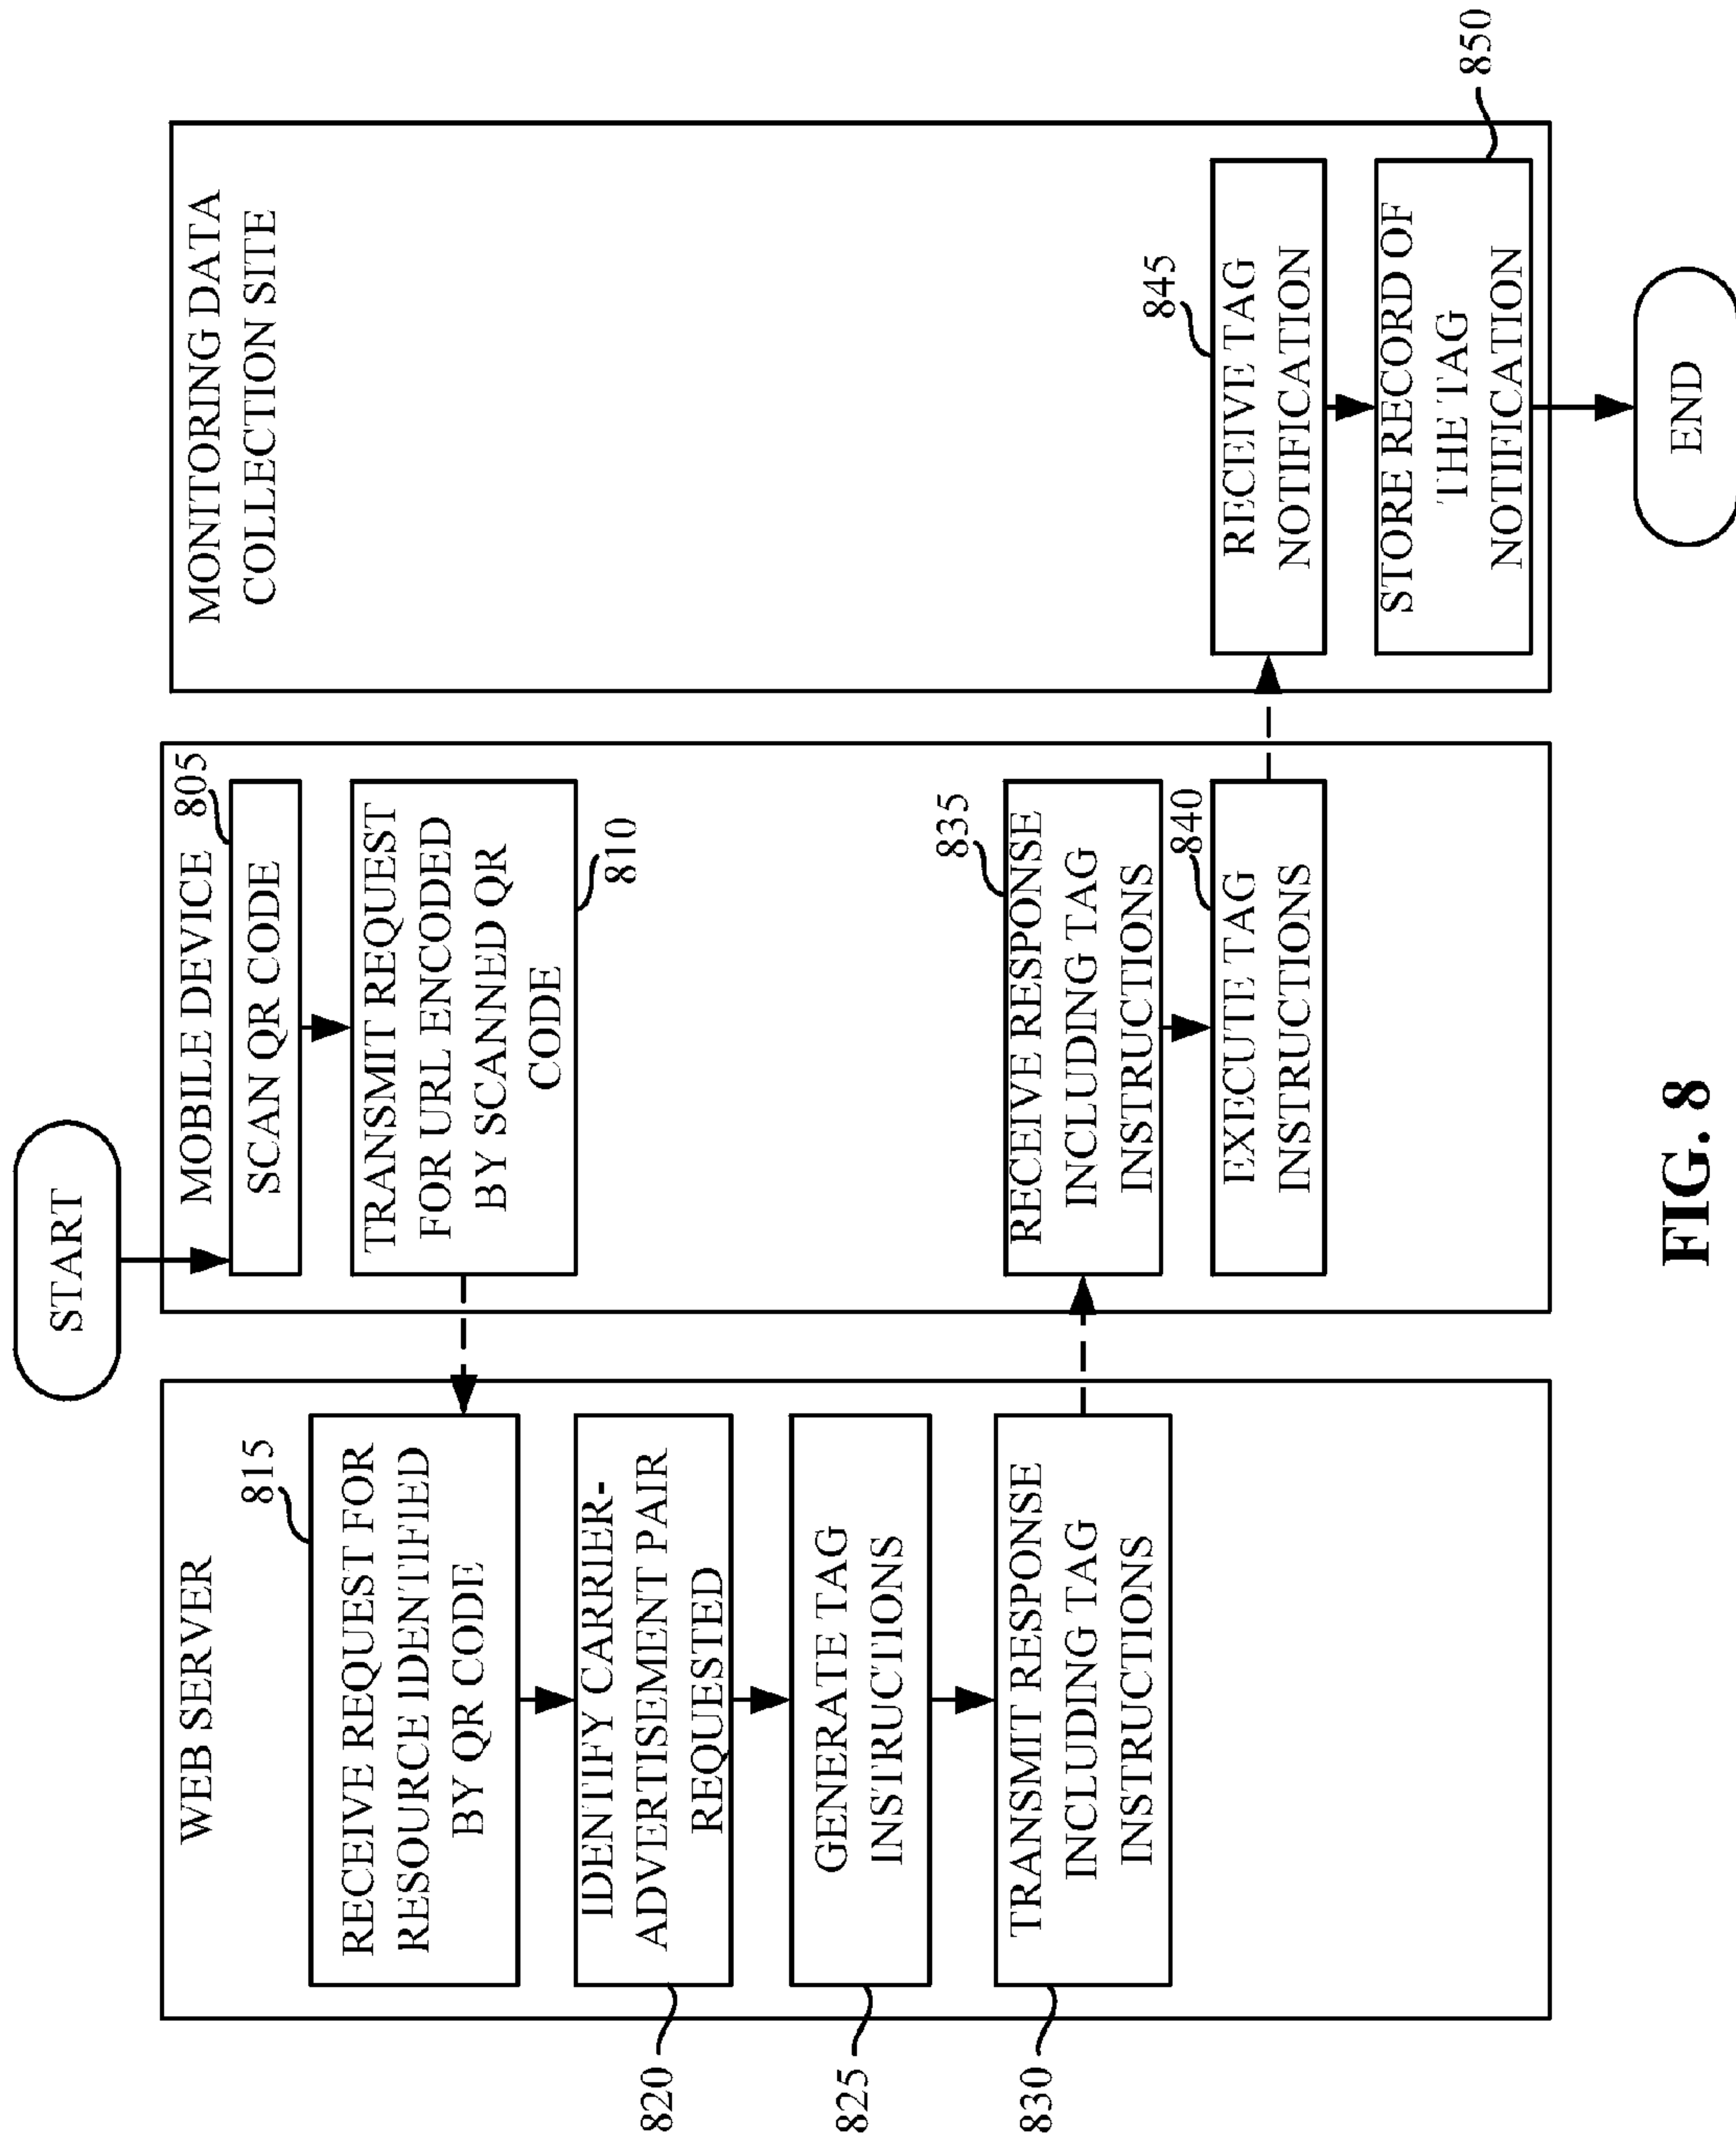 START
WEB SERVER
815
RECEIVE REQUEST FOR
RESOURCE IDENTIFIED
BY QR CODE
820
IDENTIFY CARRIER-
ADVERTISEMENT PAIR
REQUESTED
825
GENERATE TAG
INSTRUCTIONS
830
TRANSMIT RESPONSE
INCLUDING TAG
INSTRUCTIONS
MOBILE DEVICE
805
SCAN QR CODE
TRANSMIT REQUEST
FOR URL ENCODED
BY SCANNED QR
CODE
810
835
RECEIVE RESPONSE
INCLUDING TAG
INSTRUCTIONS
840
EXECUTE TAG
INSTRUCTIONS
MONITORING DATA
COLLECTION SITE
845
RECEIVE TAG
NOTIFICATION
STORE RECORD OF
THE TAG
NOTIFICATION
850
END
FIG. 8